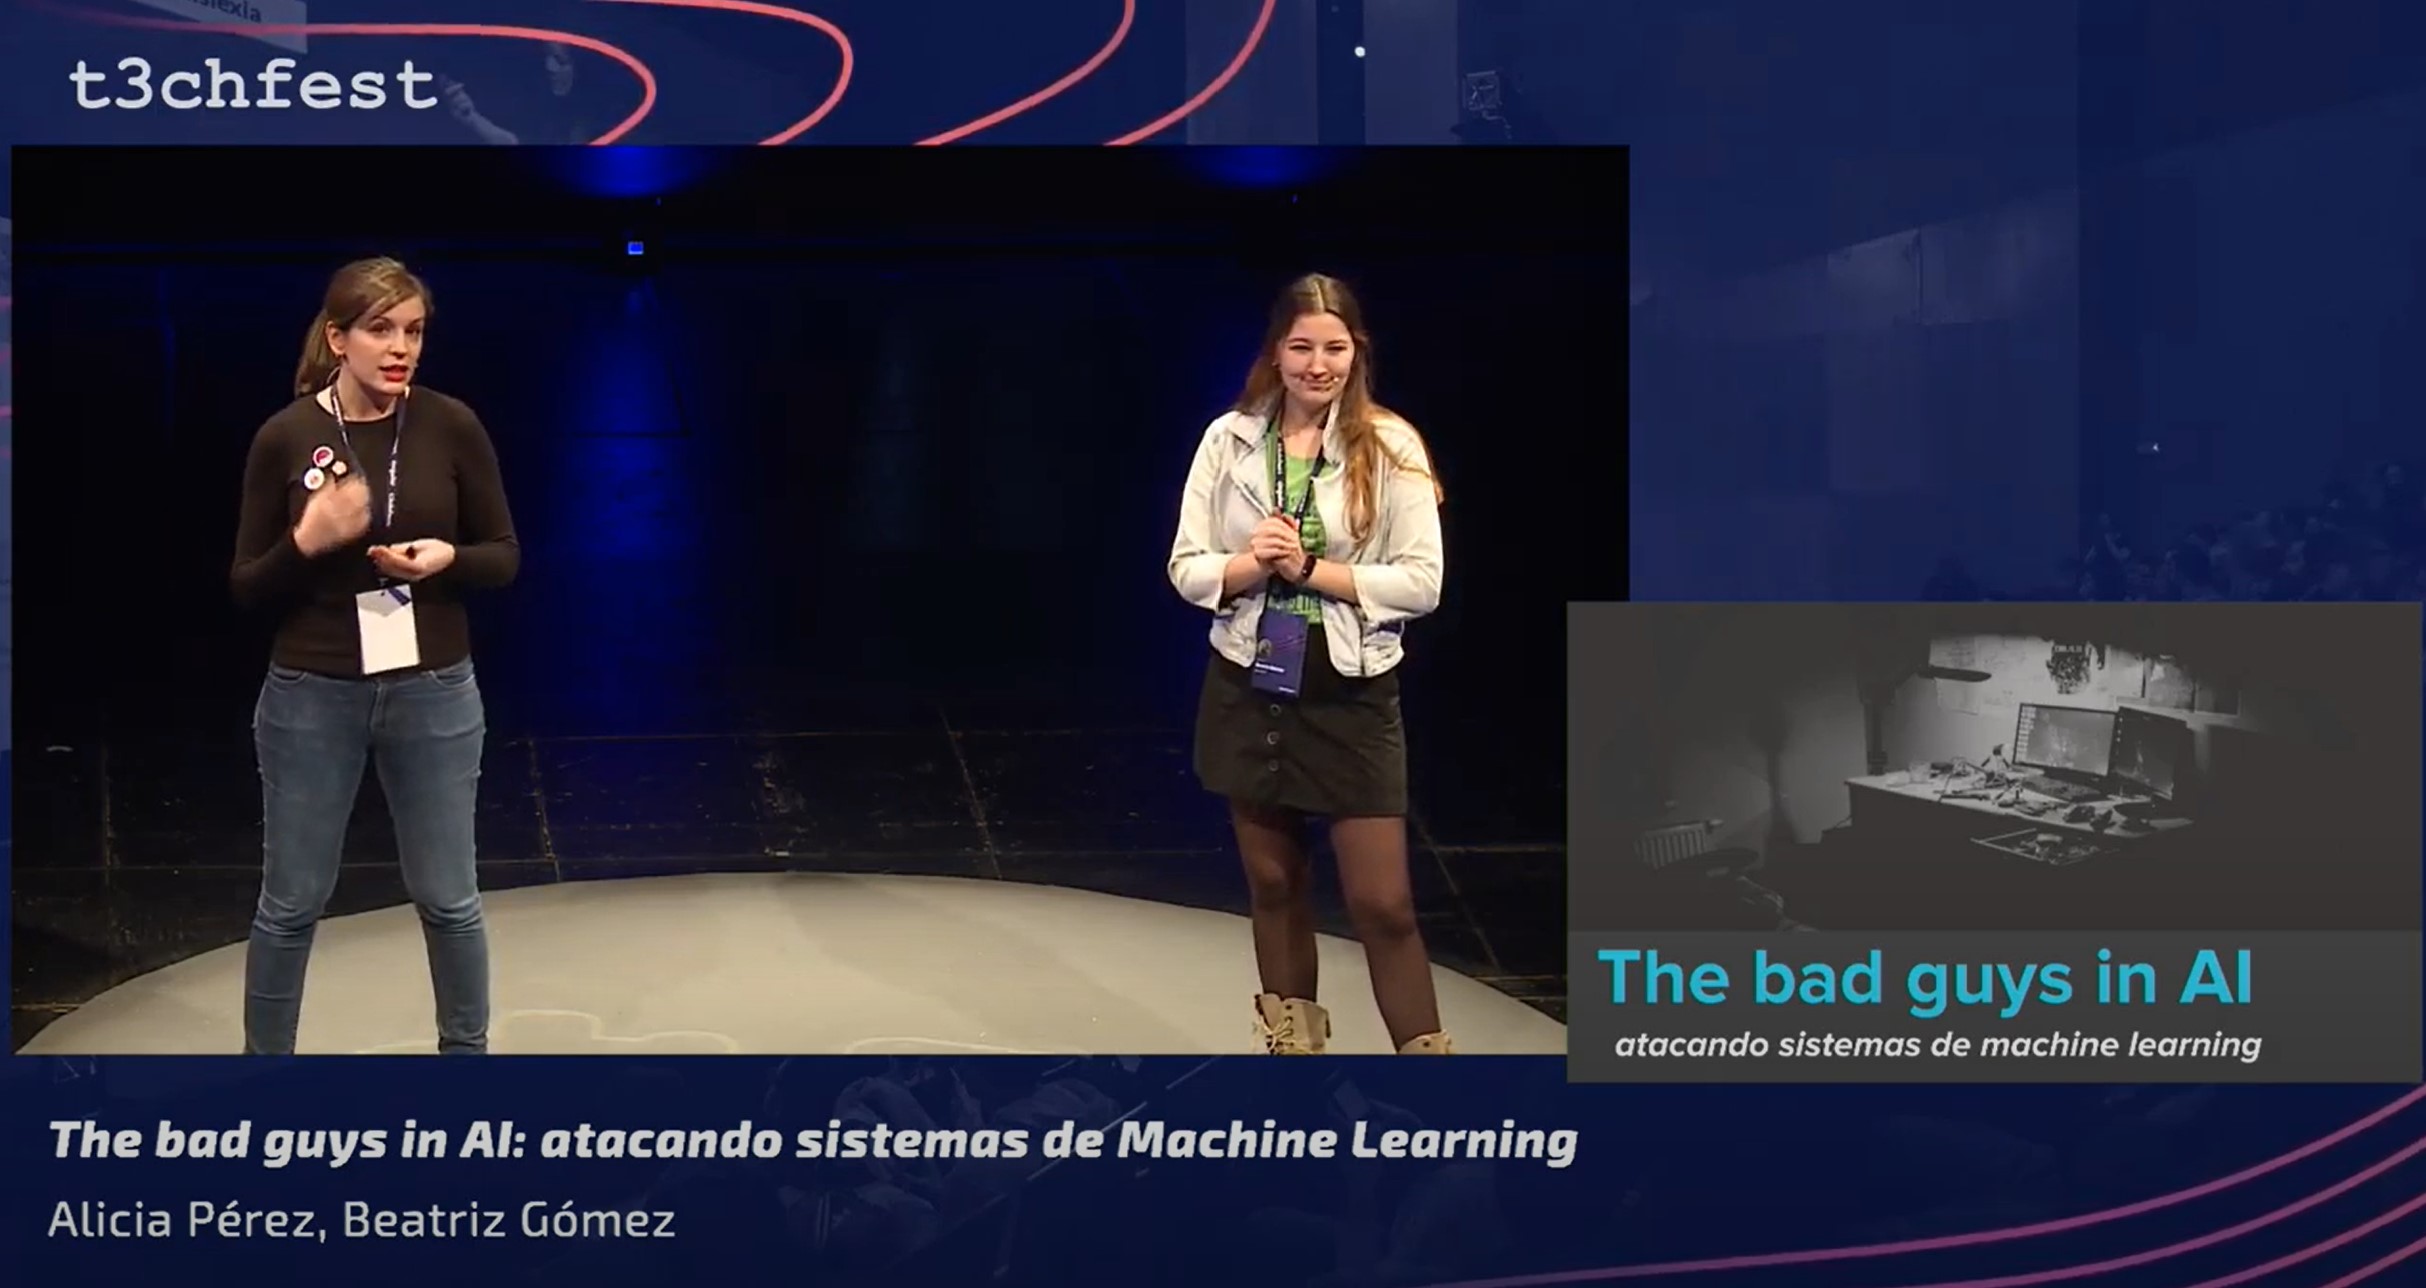 t3chfest
The bad guys in AI
atacando sistemas de machine learning
The bad guys in AI: atacando sistemas de Machine Learning
Alicia Pérez, Beatriz Gómez